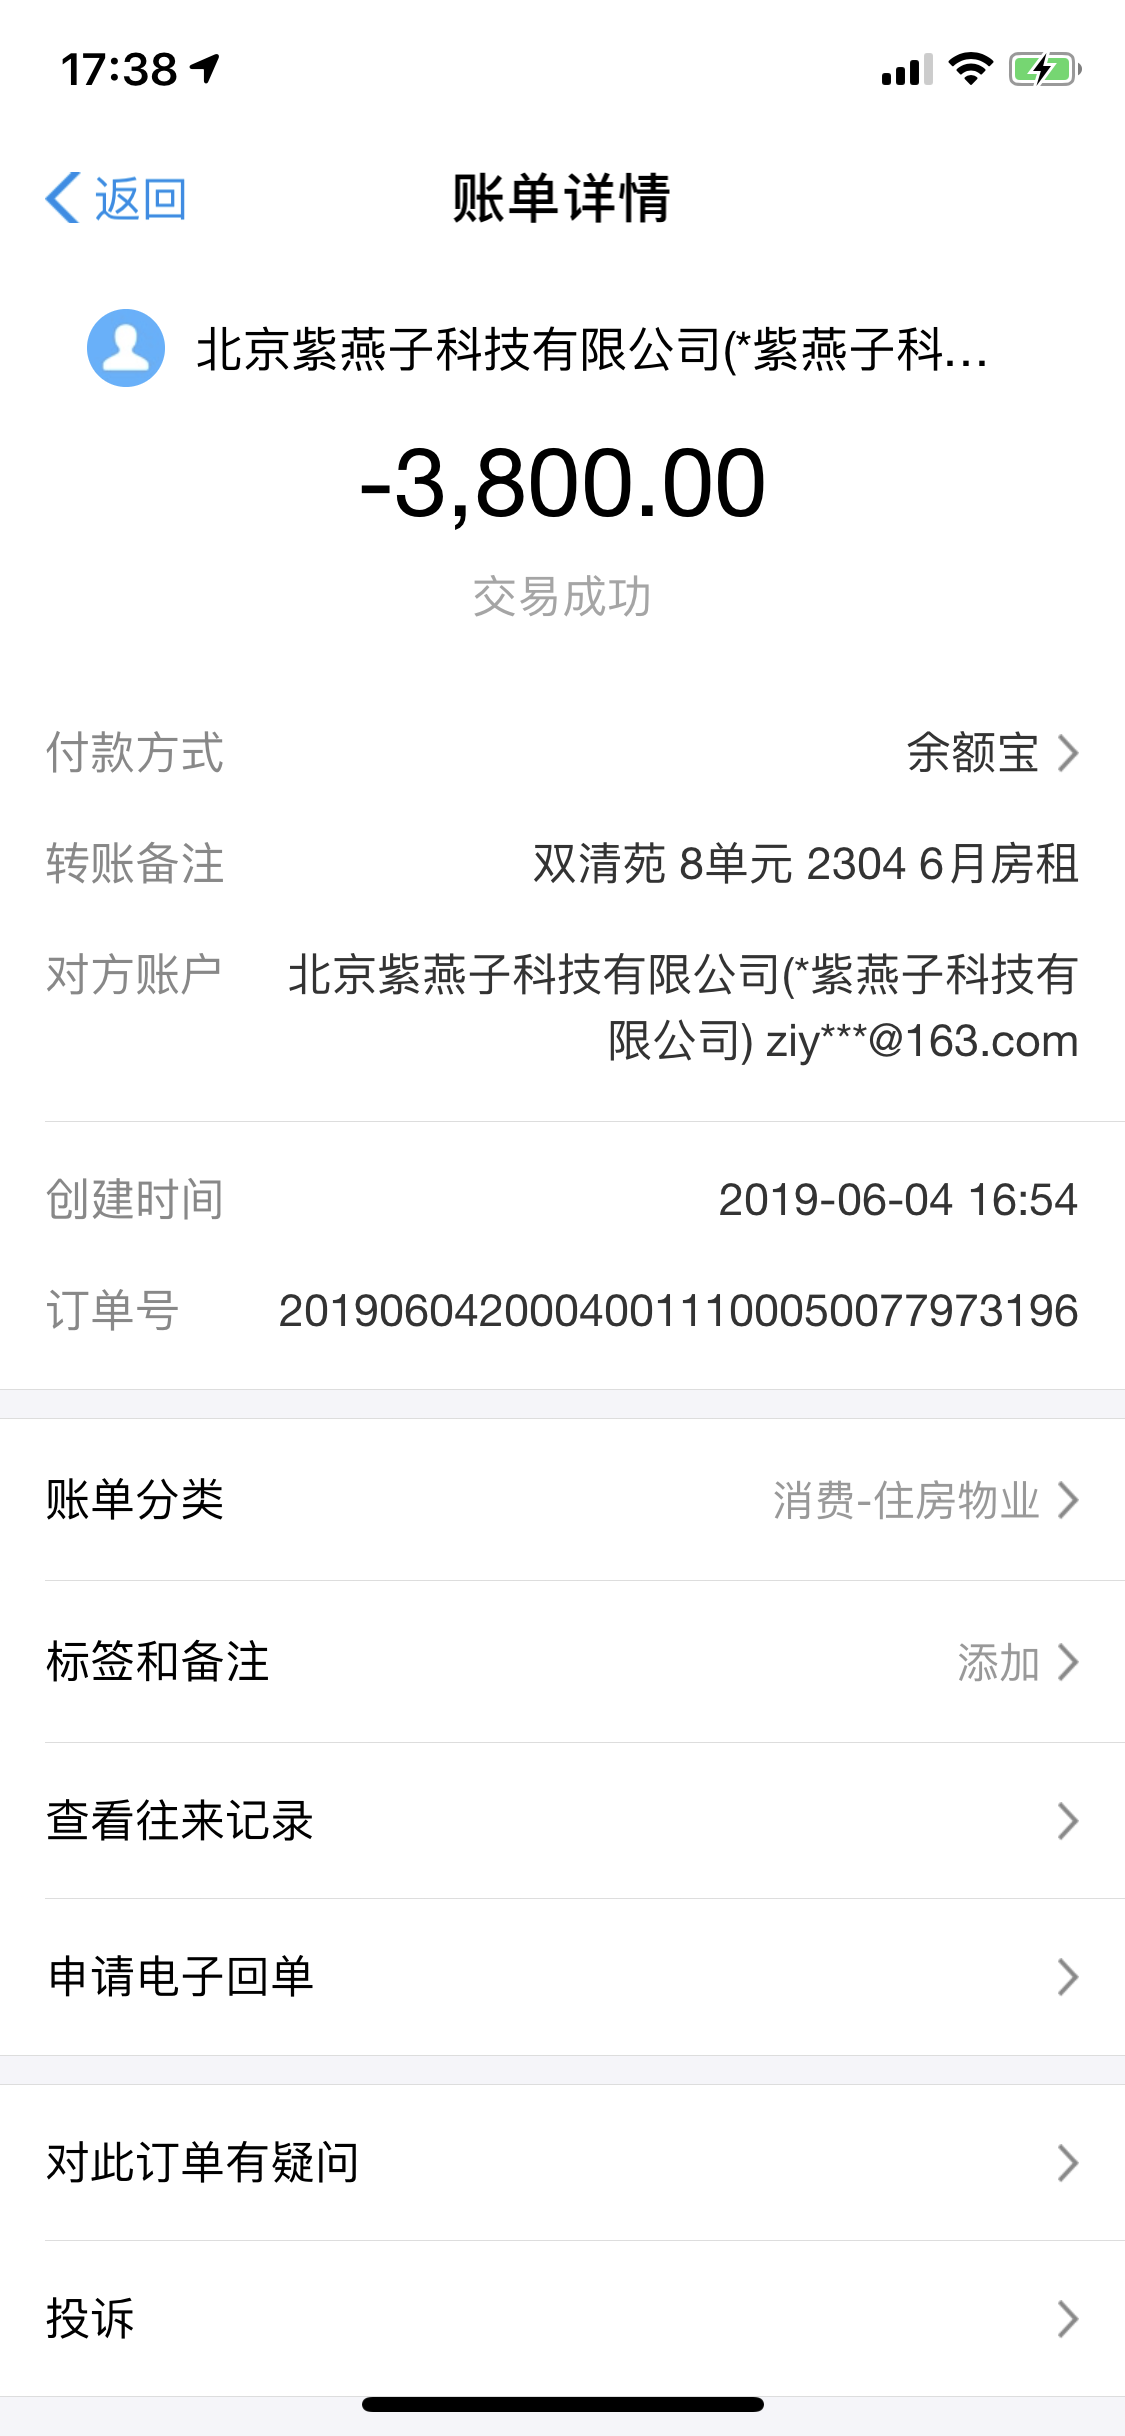 17:38
返回
账单详情
北京紫燕子科技有限公司(*紫燕子科...
-3,800.00
交易成功
付款方式 余额宝
转账备注 双清苑 8单元 2304 6月房租
对方账户 北京紫燕子科技有限公司(*紫燕子科技有
限公司) ziy***@163.com
创建时间 2019-06-04 16:54
订单号 20190604200040011100050077973196
账单分类 消费-住房物业
标签和备注 添加
查看往来记录
申请电子回单
对此订单有疑问
投诉